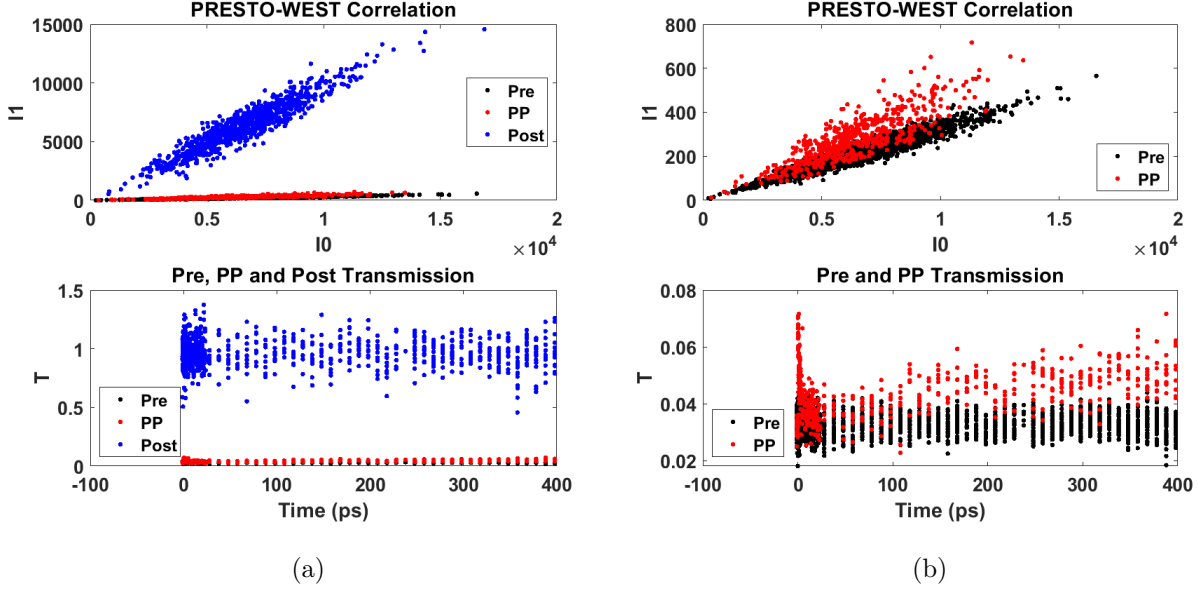 PRESTO-WEST Correlation
15000
10000
5000
0
I1
Pre
PP
Post
0 0.5 1 1.5 2
I0
×10^4
Pre, PP and Post Transmission
1.5
1
0.5
0
T
Pre
PP
Post
-100 0 100 200 300 400
Time (ps)
(a)
PRESTO-WEST Correlation
800
600
400
200
0
I1
Pre
PP
0 0.5 1 1.5 2
I0
×10^4
Pre and PP Transmission
0.08
0.06
0.04
0.02
T
Pre
PP
-100 0 100 200 300 400
Time (ps)
(b)